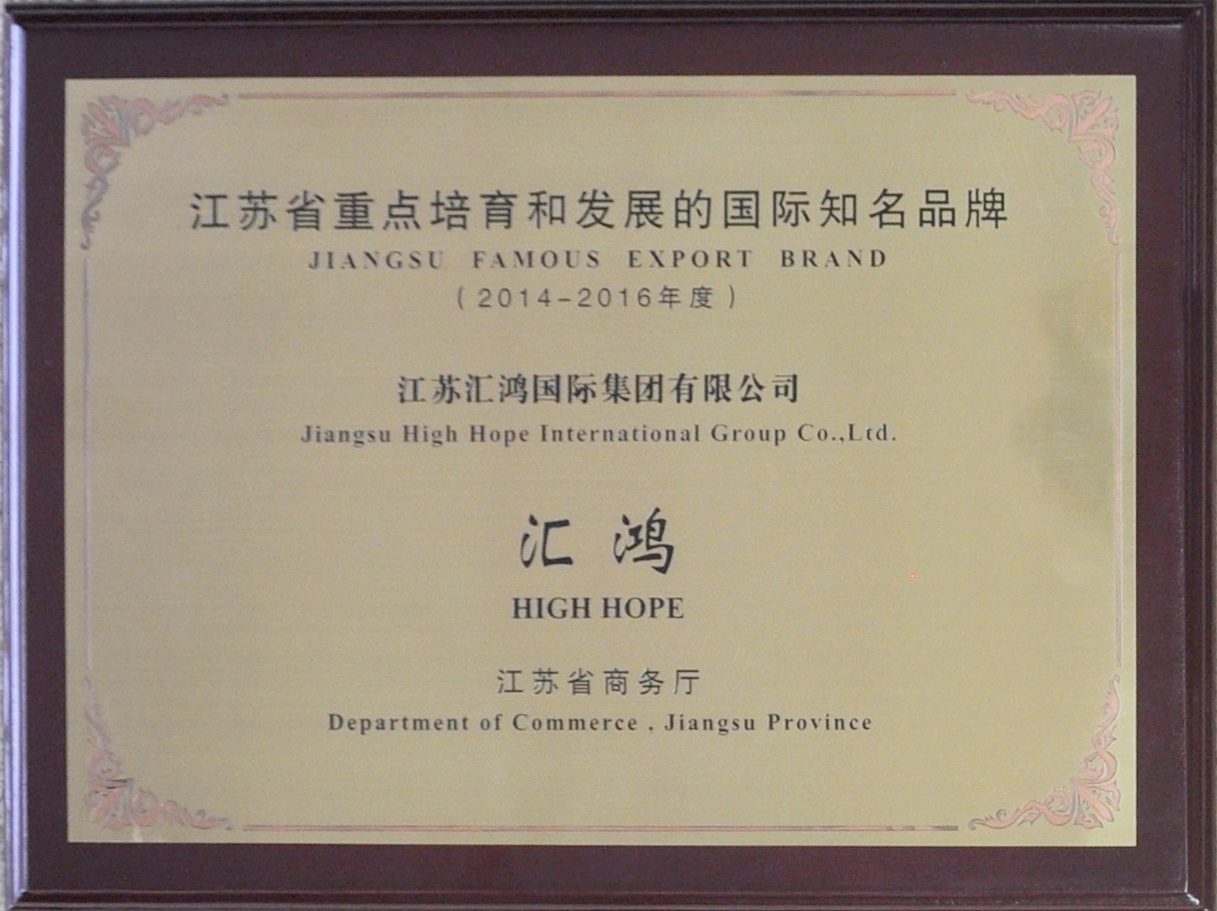 江苏省重点培育和发展的国际知名品牌
JIANGSU FAMOUS EXPORT BRAND
(2014-2016年度)
江苏汇鸿国际集团有限公司
Jiangsu High Hope International Group Co.,Ltd.
汇鸿
HIGH HOPE
江苏省商务厅
Department of Commerce , Jiangsu Province